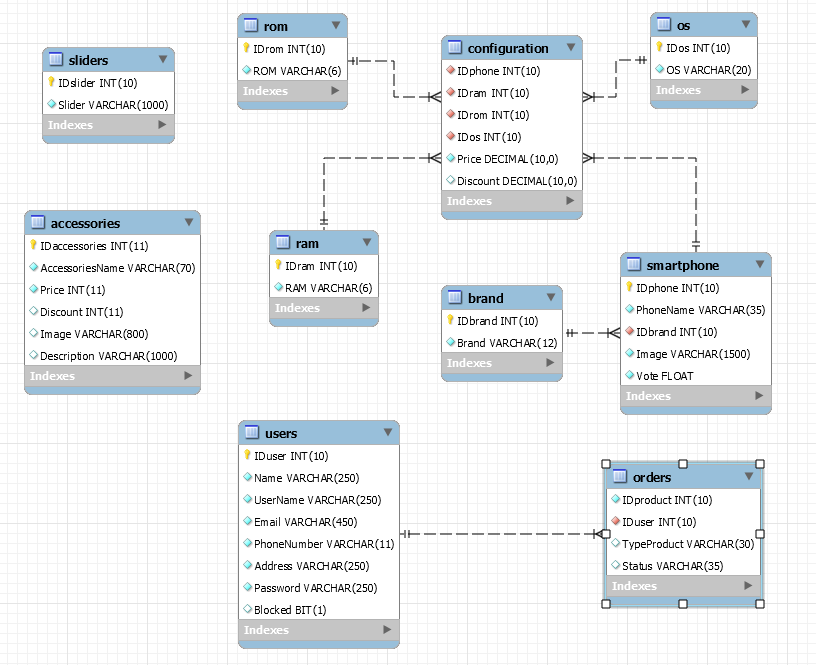 sliders
IDslider INT(10)
Slider VARCHAR(1000)
Indexes
rom
IDrom INT(10)
ROM VARCHAR(6)
Indexes
configuration
IDphone INT(10)
IDram INT(10)
IDrom INT(10)
IDos INT(10)
Price DECIMAL(10,0)
Discount DECIMAL(10,0)
Indexes
os
IDos INT(10)
OS VARCHAR(20)
Indexes
accessories
IDaccessories INT(11)
AccessoriesName VARCHAR(70)
Price INT(11)
Discount INT(11)
Image VARCHAR(800)
Description VARCHAR(1000)
Indexes
ram
IDram INT(10)
RAM VARCHAR(6)
Indexes
brand
IDbrand INT(10)
Brand VARCHAR(12)
Indexes
smartphone
IDphone INT(10)
PhoneName VARCHAR(35)
IDbrand INT(10)
Image VARCHAR(1500)
Vote FLOAT
Indexes
users
IDuser INT(10)
Name VARCHAR(250)
UserName VARCHAR(250)
Email VARCHAR(450)
PhoneNumber VARCHAR(11)
Address VARCHAR(250)
Password VARCHAR(250)
Blocked BIT(1)
Indexes
orders
IDproduct INT(10)
IDuser INT(10)
TypeProduct VARCHAR(30)
Status VARCHAR(35)
Indexes